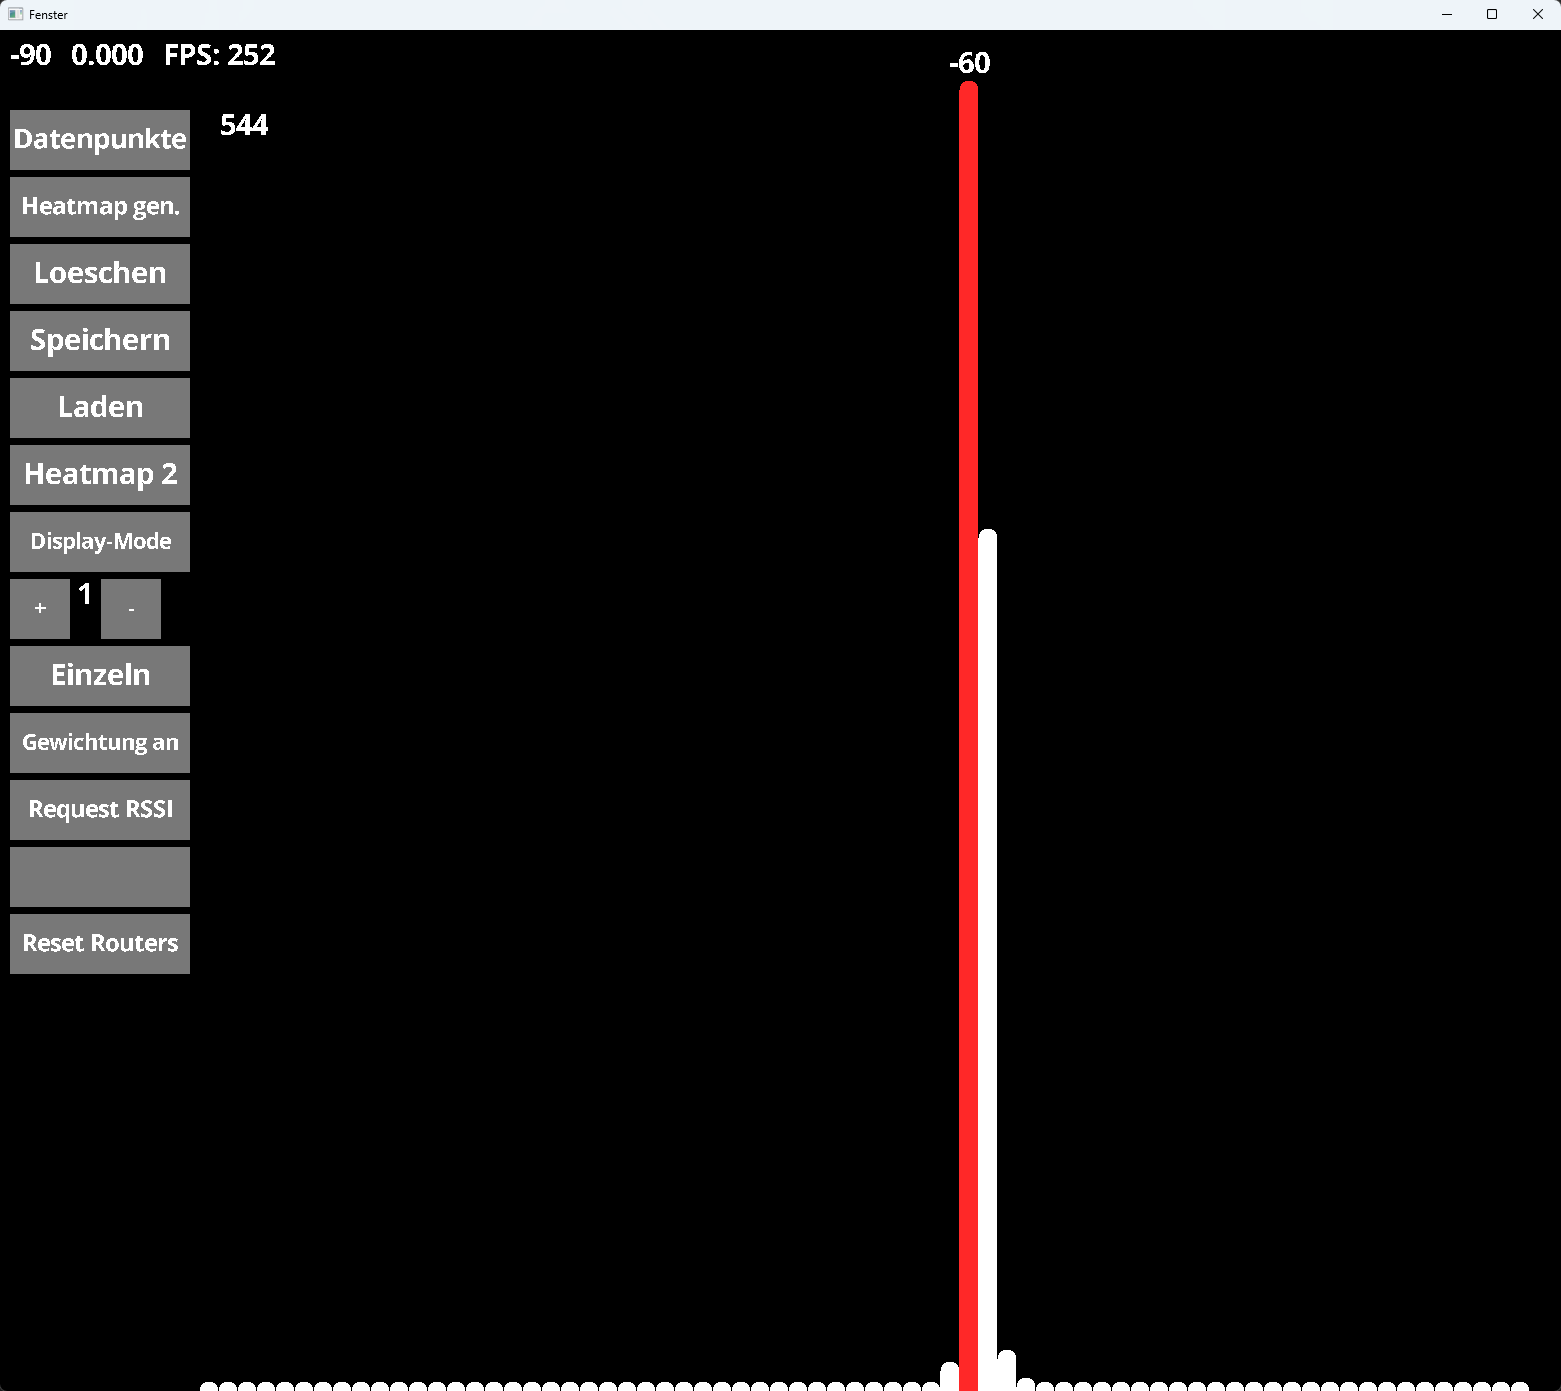 Fenster
-90 0.000 FPS: 252
-60
Datenpunkte
544
Heatmap gen.
Loeschen
Speichern
Laden
Heatmap 2
Display-Mode
+ 1 -
Einzeln
Gewichtung an
Request RSSI
Reset Routers